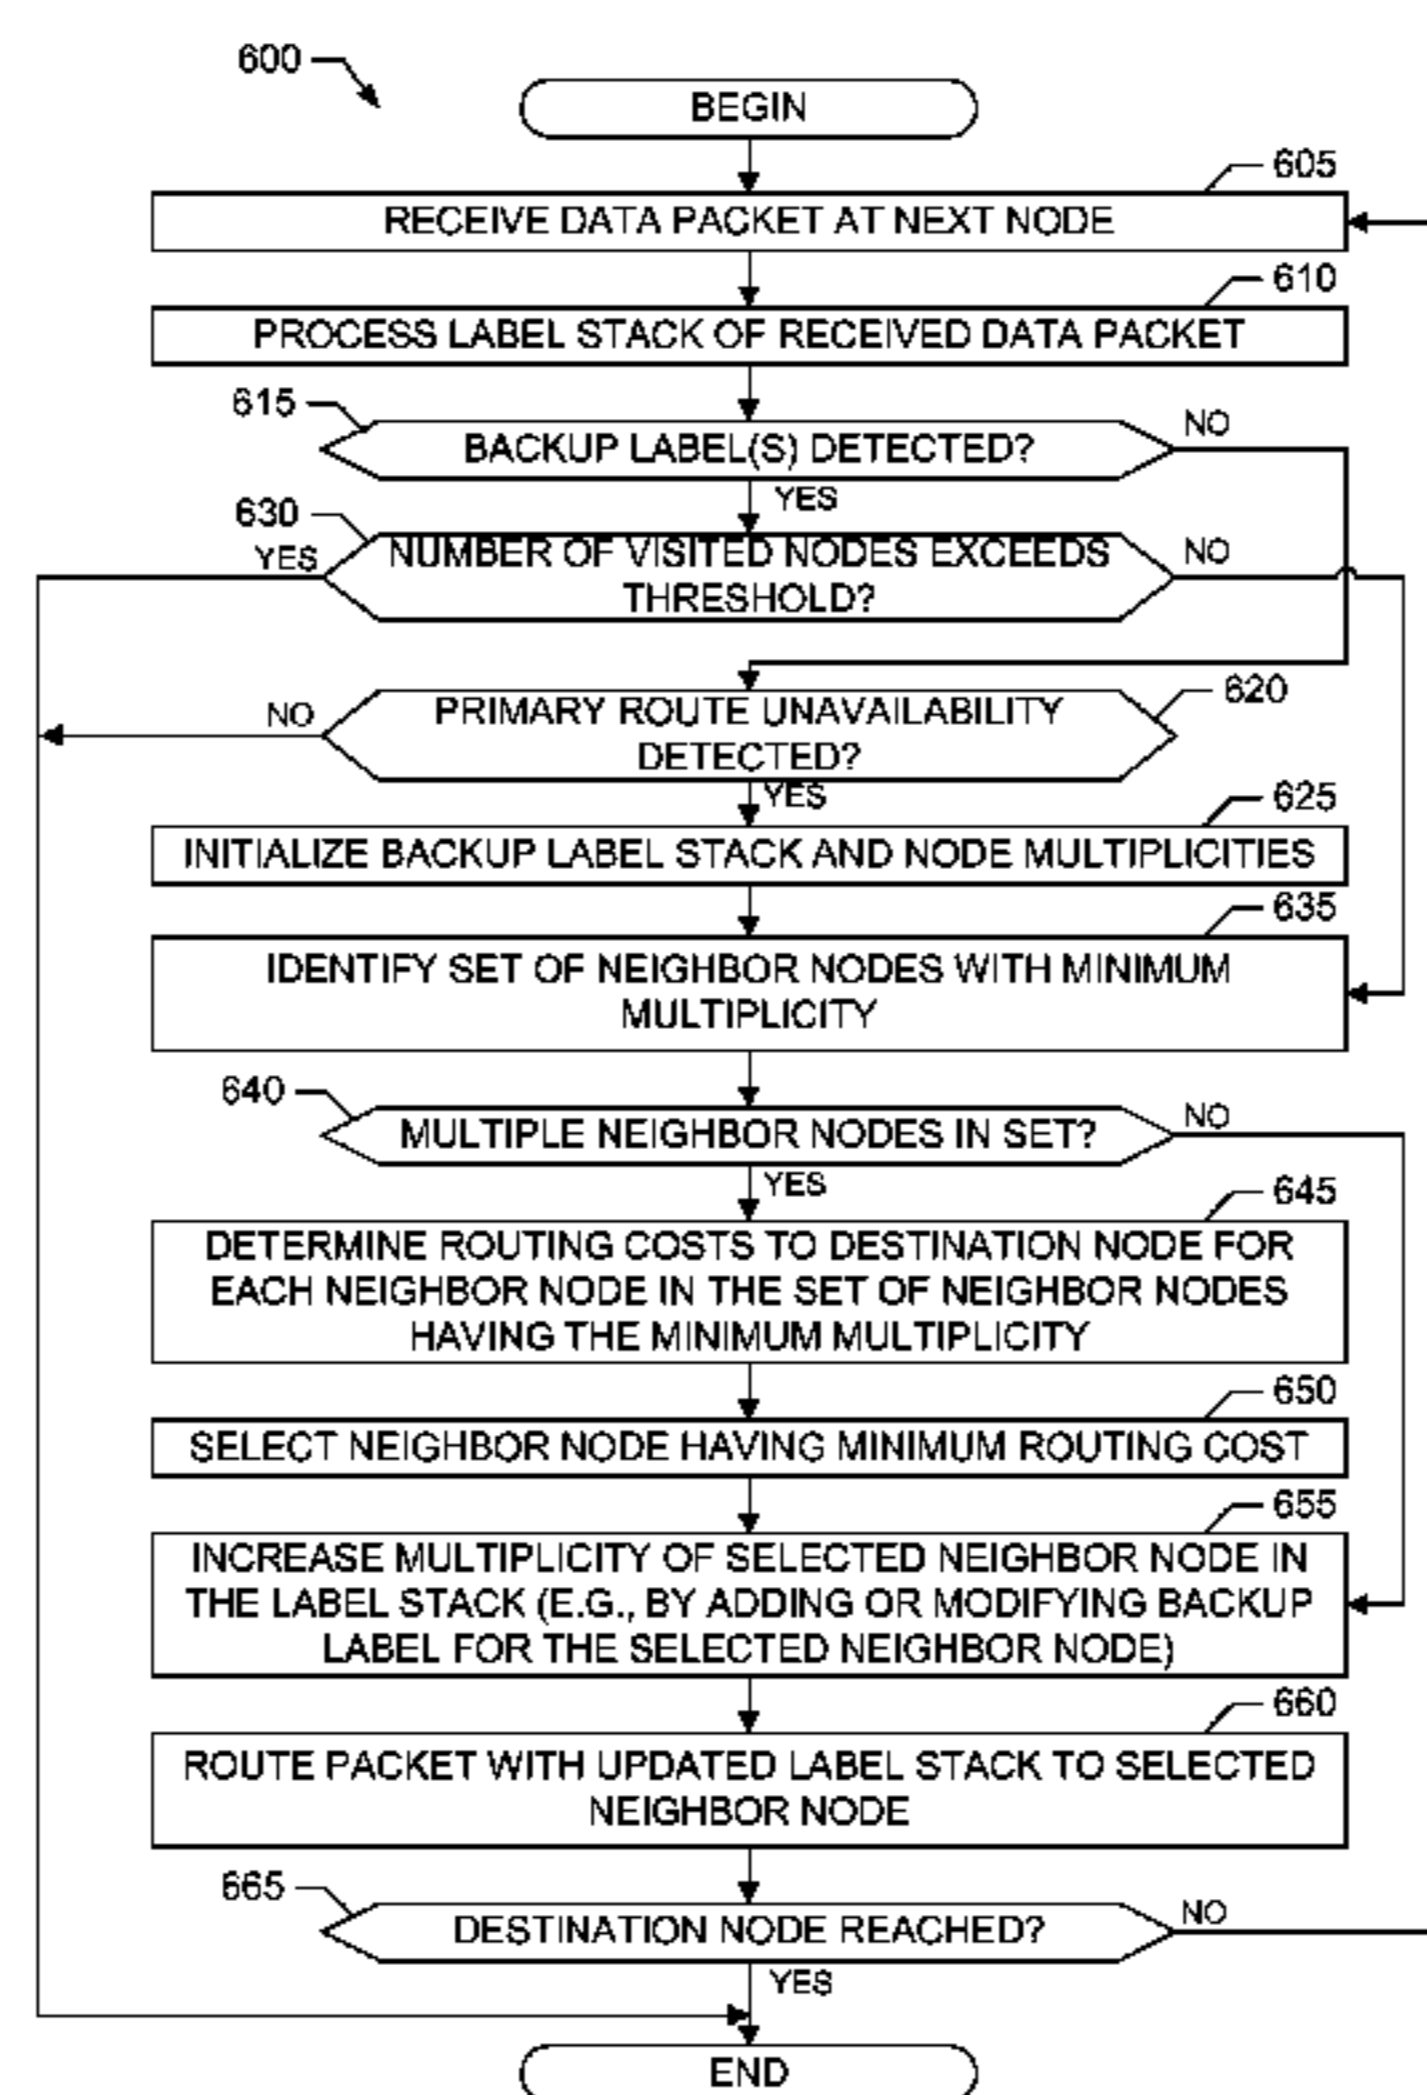 600
BEGIN
605
RECEIVE DATA PACKET AT NEXT NODE
610
PROCESS LABEL STACK OF RECEIVED DATA PACKET
615
BACKUP LABEL(S) DETECTED?
NO
YES
630
YES
NUMBER OF VISITED NODES EXCEEDS
THRESHOLD?
NO
620
NO
PRIMARY ROUTE UNAVAILABILITY
DETECTED?
YES
625
INITIALIZE BACKUP LABEL STACK AND NODE MULTIPLICITIES
635
IDENTIFY SET OF NEIGHBOR NODES WITH MINIMUM
MULTIPLICITY
640
MULTIPLE NEIGHBOR NODES IN SET?
NO
YES
645
DETERMINE ROUTING COSTS TO DESTINATION NODE FOR
EACH NEIGHBOR NODE IN THE SET OF NEIGHBOR NODES
HAVING THE MINIMUM MULTIPLICITY
650
SELECT NEIGHBOR NODE HAVING MINIMUM ROUTING COST
655
INCREASE MULTIPLICITY OF SELECTED NEIGHBOR NODE IN
THE LABEL STACK (E.G., BY ADDING OR MODIFYING BACKUP
LABEL FOR THE SELECTED NEIGHBOR NODE)
660
ROUTE PACKET WITH UPDATED LABEL STACK TO SELECTED
NEIGHBOR NODE
665
DESTINATION NODE REACHED?
NO
YES
END